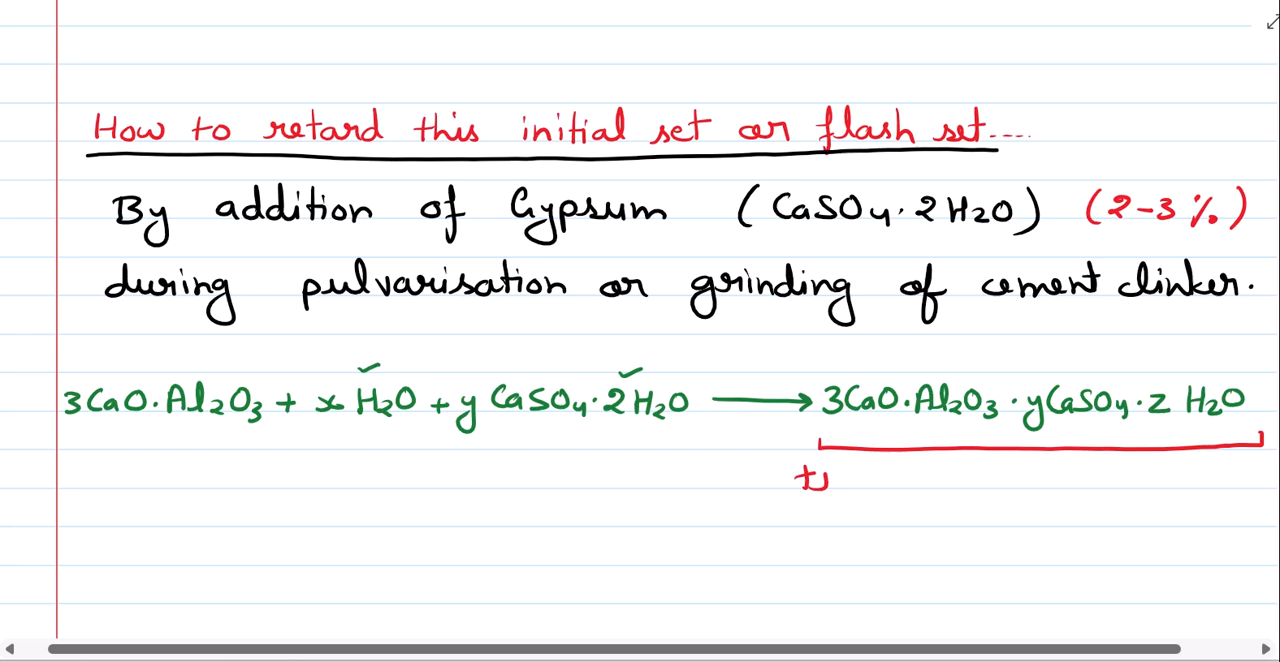 How to retard this initial set or flash set....
By addition of Gypsum (CaSO4.2H2O) (2-3%)
during pulvarisation or grinding of cement clinker.
3CaO.Al2O3 + x H2O + y CaSO4.2H2O ⟶ 3CaO.Al2O3.yCaSO4.z H2O